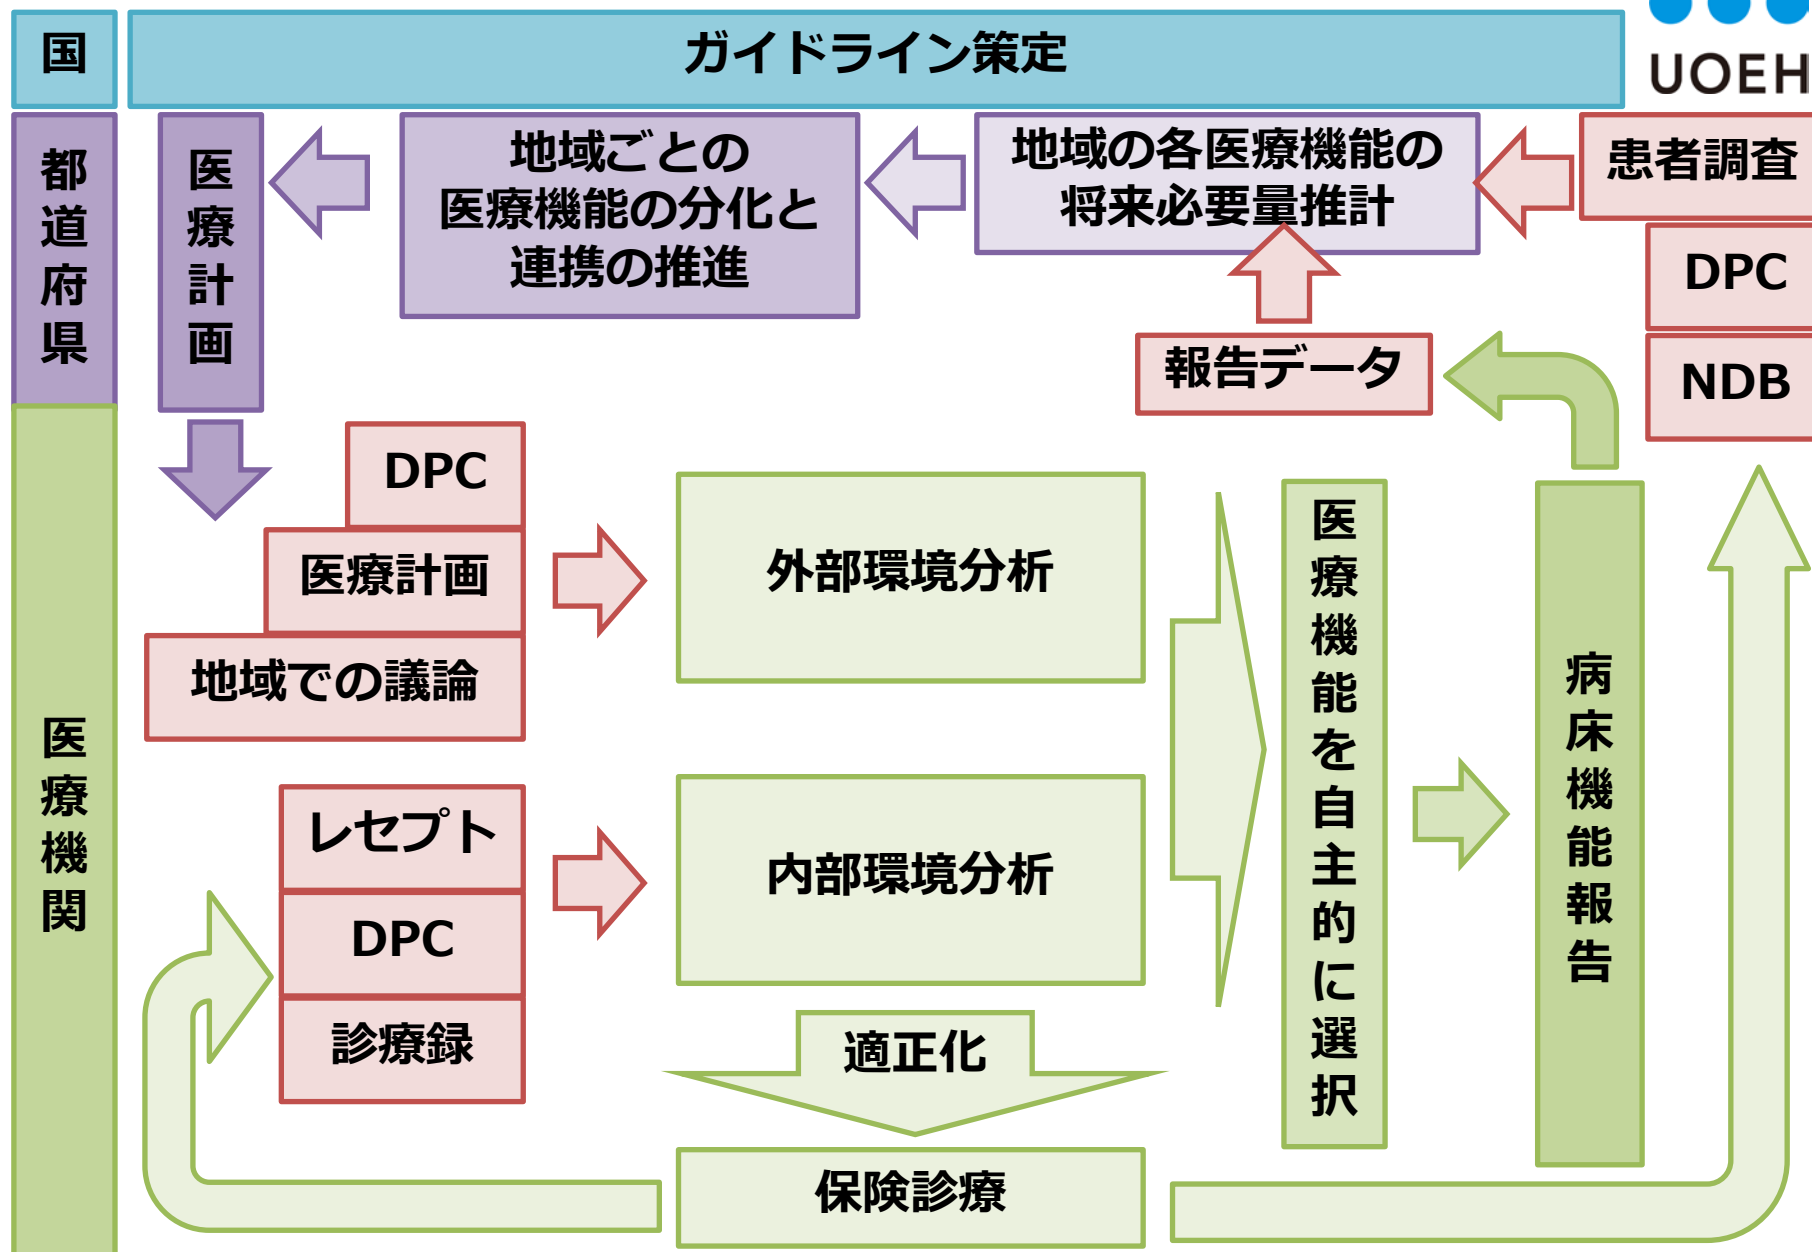 国
ガイドライン策定
UOEH
都道府県
医療計画
地域ごとの
医療機能の分化と
連携の推進
地域の各医療機能の
将来必要量推計
患者調査
DPC
NDB
報告データ
医療機関
DPC
医療計画
地域での議論
外部環境分析
レセプト
DPC
診療録
内部環境分析
適正化
保険診療
医療機能を自主的に選択
病床機能報告